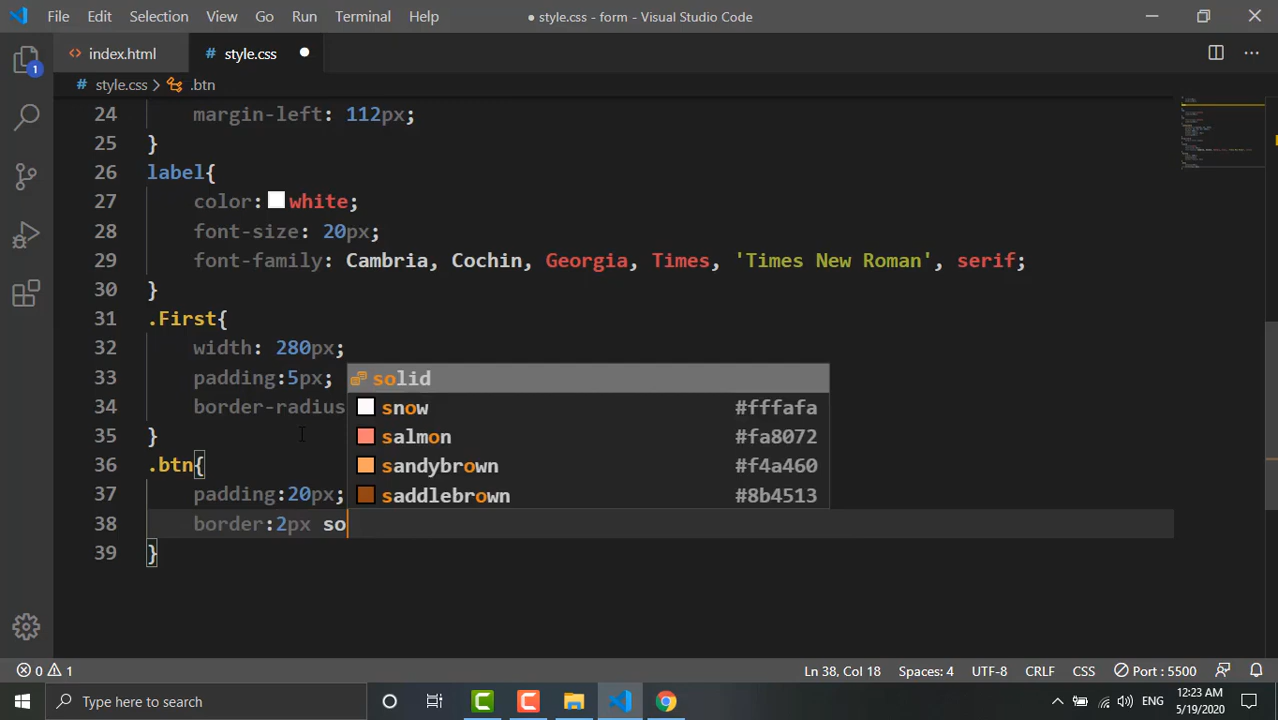 File Edit Selection View Go Run Terminal Help ● style.css - form - Visual Studio Code
<> index.html # style.css ●
# style.css > .btn
24 margin-left: 112px;
25 }
26 label{
27 color: white;
28 font-size: 20px;
29 font-family: Cambria, Cochin, Georgia, Times, 'Times New Roman', serif;
30 }
31 .First{
32 width: 280px;
33 padding:5px;
solid
34 border-radius
snow #fffafa
35 }
salmon #fa8072
36 .btn{
sandybrown #f4a460
37 padding:20px;
saddlebrown #8b4513
38 border:2px so
39 }
1
0 1 Ln 38, Col 18 Spaces: 4 UTF-8 CRLF CSS Port : 5500
Type here to search ENG 12:23 AM
5/19/2020